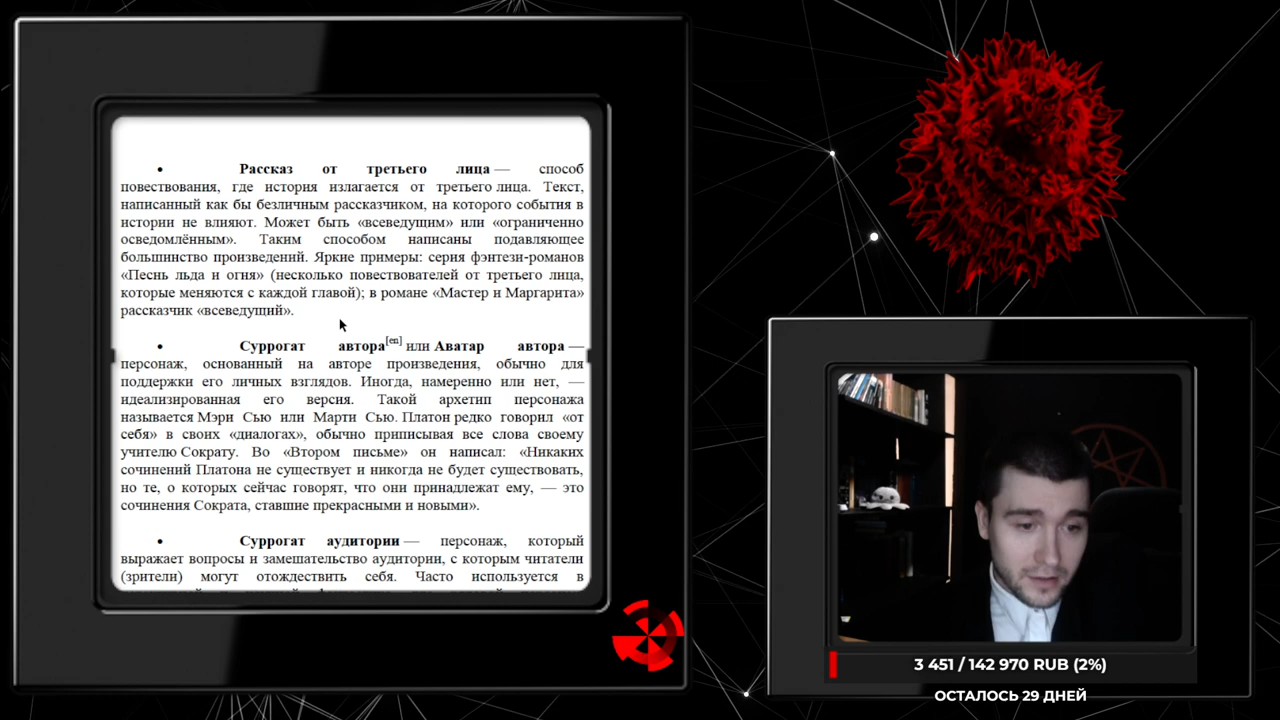 • Рассказ от третьего лица — способ
повествования, где история излагается от третьего лица. Текст,
написанный как бы безличным рассказчиком, на которого события в
истории не влияют. Может быть «всеведущим» или «ограниченно
осведомлённым». Таким способом написаны подавляющее
большинство произведений. Яркие примеры: серия фэнтези-романов
«Песнь льда и огня» (несколько повествователей от третьего лица,
которые меняются с каждой главой); в романе «Мастер и Маргарита»
рассказчик «всеведущий».
• Суррогат автора[en] или Аватар автора —
персонаж, основанный на авторе произведения, обычно для
поддержки его личных взглядов. Иногда, намеренно или нет, —
идеализированная его версия. Такой архетип персонажа
называется Мэри Сью или Марти Сью. Платон редко говорил «от
себя» в своих «диалогах», обычно приписывая все слова своему
учителю Сократу. Во «Втором письме» он написал: «Никаких
сочинений Платона не существует и никогда не будет существовать,
но те, о которых сейчас говорят, что они принадлежат ему, — это
сочинения Сократа, ставшие прекрасными и новыми».
• Суррогат аудитории — персонаж, который
выражает вопросы и замешательство аудитории, с которым читатели
(зрители) могут отождествить себя. Часто используется в
3 451 / 142 970 RUB (2%)
ОСТАЛОСЬ 29 ДНЕЙ